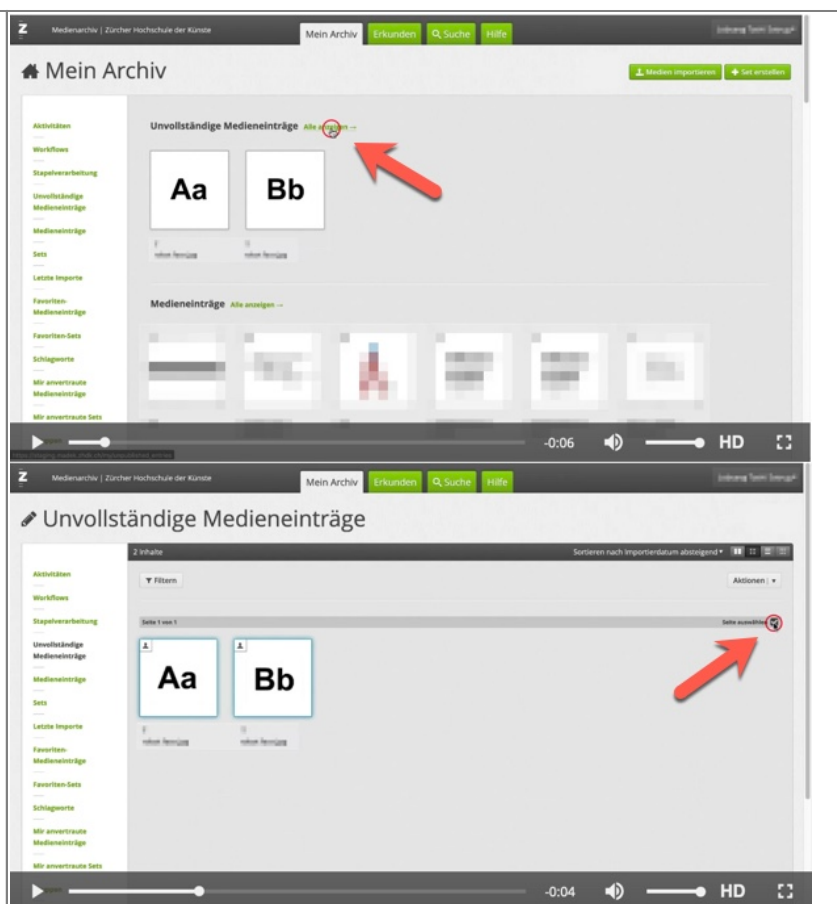 Z Medienarchiv | Zürcher Hochschule der Künste Mein Archiv Erkunden Suche Hilfe
Mein Archiv Medien importieren Set erstellen
Aktivitäten
Workflows
Stapelverarbeitung
Unvollständige
Medieneinträge
Medieneinträge
Sets
Letzte Importe
Favoriten-
Medieneinträge
Favoriten-Sets
Schlagworte
Mir anvertraute
Medieneinträge
Mir anvertraute Sets
Unvollständige Medieneinträge Alle anzeigen →
Aa Bb
Medieneinträge Alle anzeigen →
-0:06 HD
Z Medienarchiv | Zürcher Hochschule der Künste Mein Archiv Erkunden Suche Hilfe
Unvollständige Medieneinträge
Aktivitäten
Workflows
Stapelverarbeitung
Unvollständige
Medieneinträge
Medieneinträge
Sets
Letzte Importe
Favoriten-
Medieneinträge
Favoriten-Sets
Schlagworte
Mir anvertraute
Medieneinträge
Mir anvertraute Sets
2 Inhalte Sortieren nach Importierdatum absteigend
Filtern Aktionen
Seite 1 von 1 Seite auswählen
Aa Bb
-0:04 HD